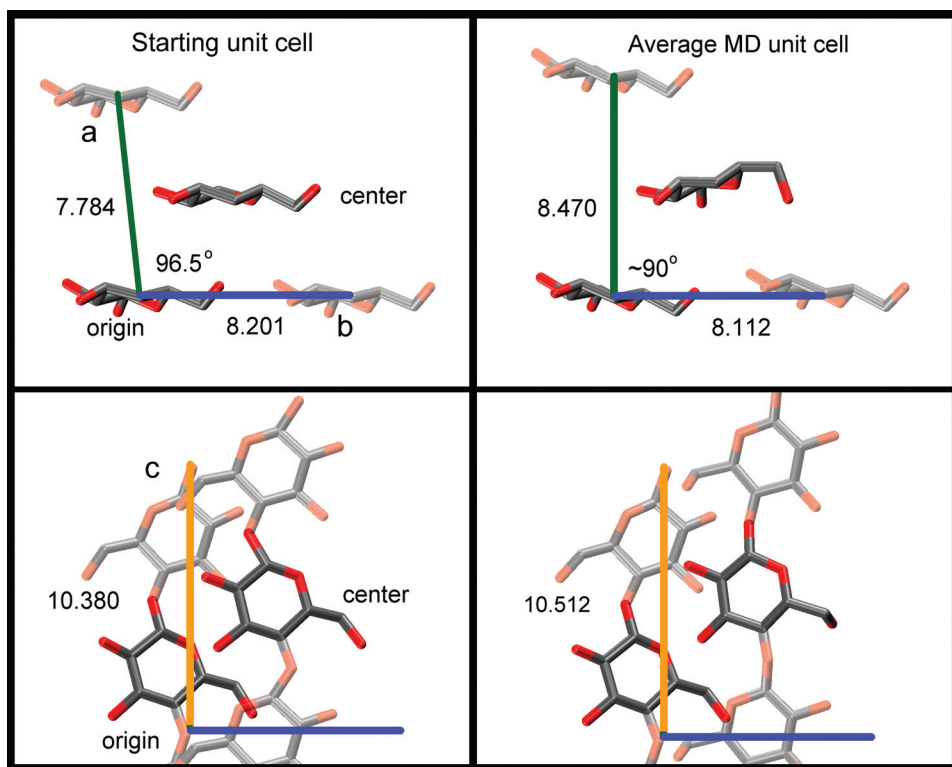 Starting unit cell
a
7.784
center
96.5°
origin
8.201
b
Average MD unit cell
8.470
~90°
8.112
c
10.380
center
origin
10.512